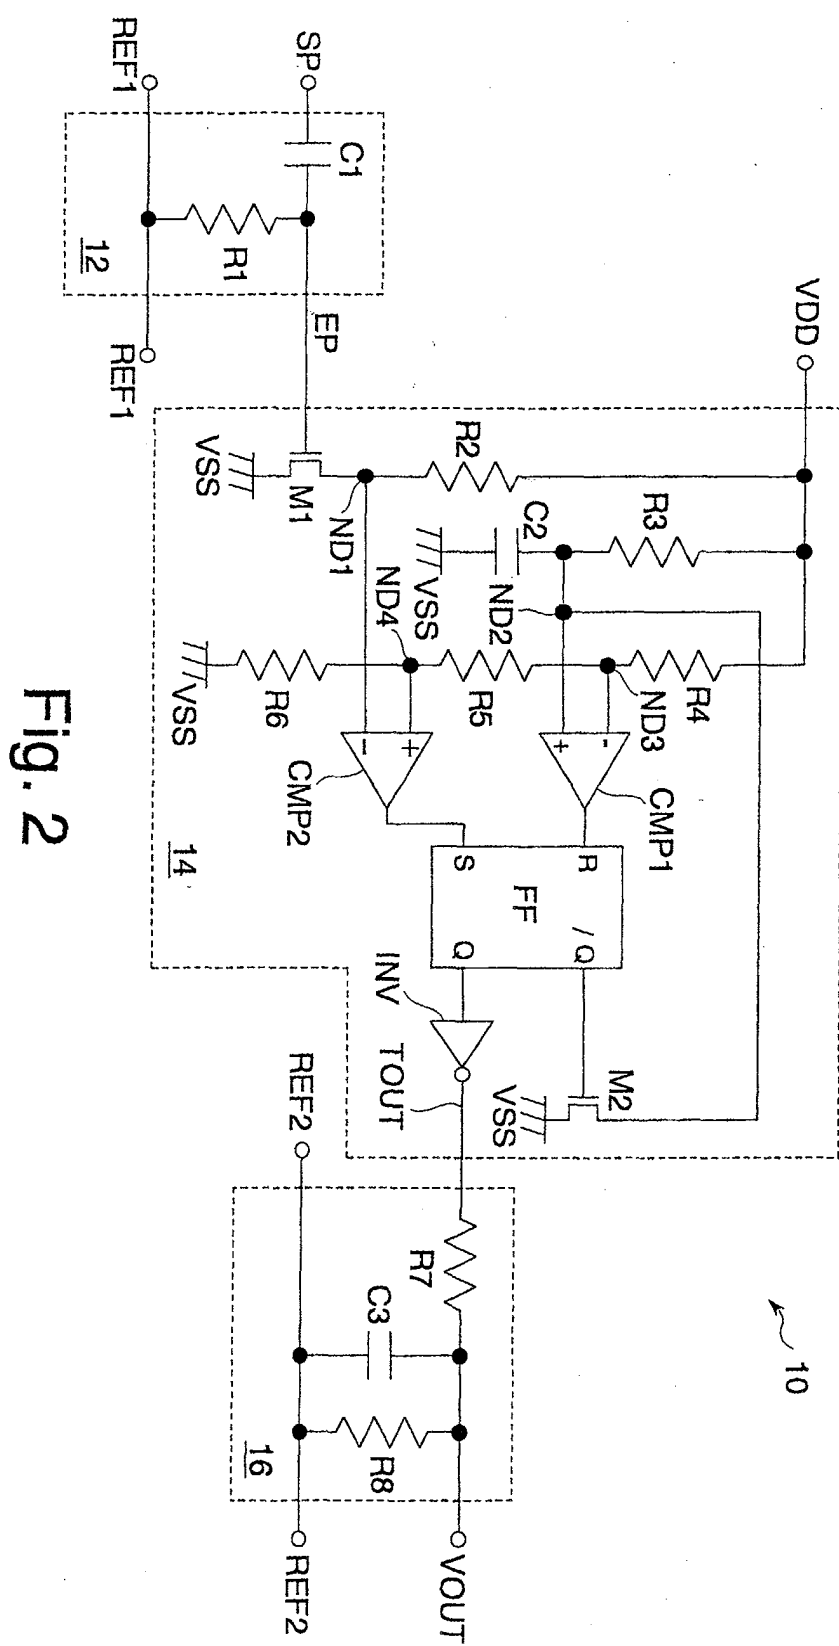 10
VDD
R2
R3
R4
C2
VSS
ND2
ND3
CMP1
-
+
R
/Q
FF
S
Q
M2
VSS
SP
C1
R1
12
REF1
REF1
EP
M1
VSS
ND1
ND4
R5
R6
VSS
+
-
CMP2
14
INV
TOUT
R7
C3
R8
16
VOUT
REF2
REF2
Fig. 2